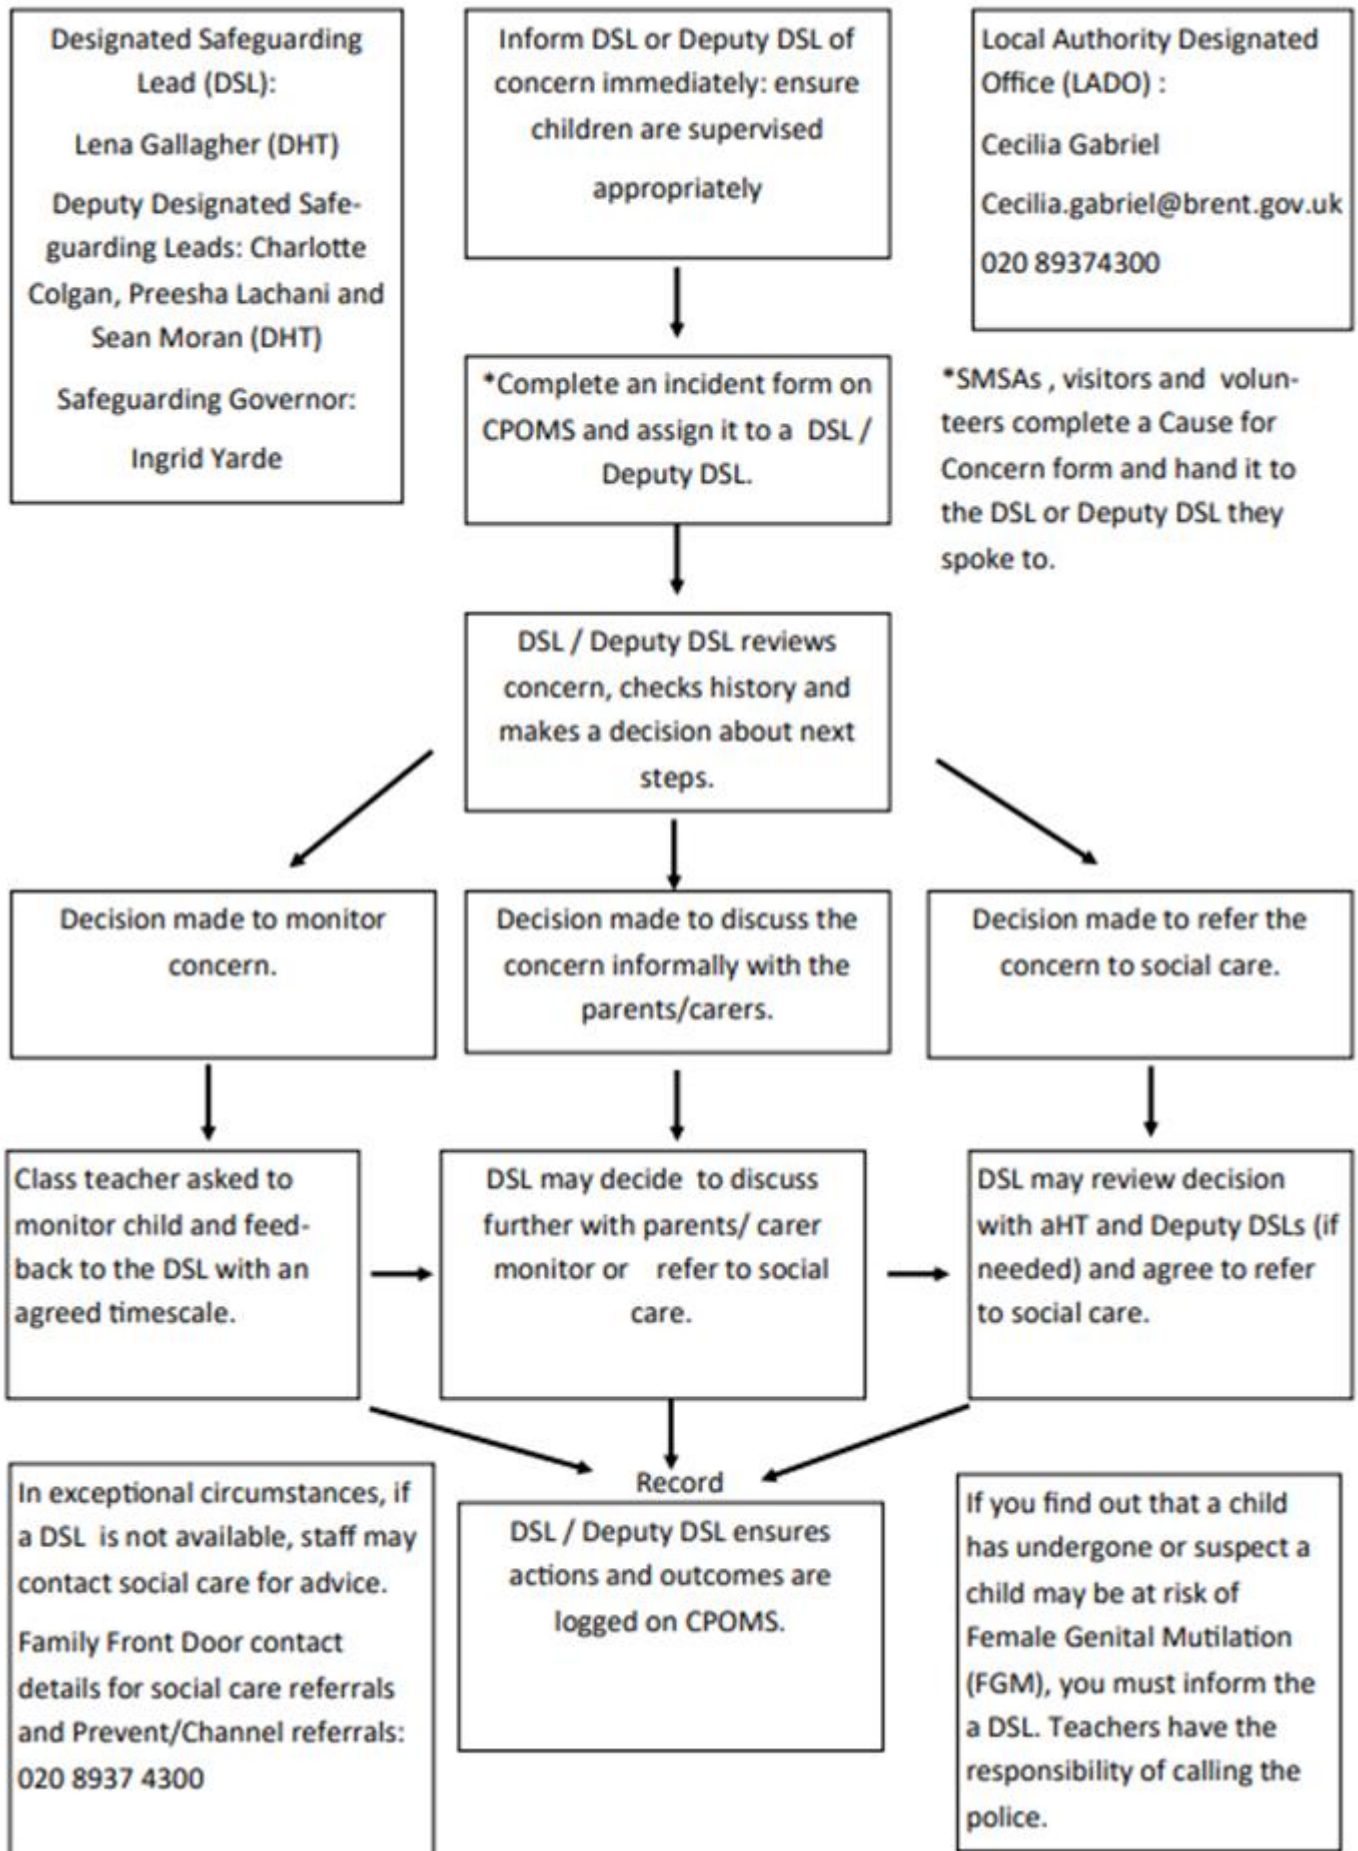 Designated Safeguarding
Lead (DSL):
Lena Gallagher (DHT)
Deputy Designated Safe-
guarding Leads: Charlotte
Colgan, Preesha Lachani and
Sean Moran (DHT)
Safeguarding Governor:
Ingrid Yarde
Inform DSL or Deputy DSL of
concern immediately: ensure
children are supervised
appropriately
Local Authority Designated
Office (LADO) :
Cecilia Gabriel
Cecilia.gabriel@brent.gov.uk
020 89374300
*Complete an incident form on
CPOMS and assign it to a DSL /
Deputy DSL.
*SMSAs , visitors and volun-
teers complete a Cause for
Concern form and hand it to
the DSL or Deputy DSL they
spoke to.
DSL / Deputy DSL reviews
concern, checks history and
makes a decision about next
steps.
Decision made to monitor
concern.
Decision made to discuss the
concern informally with the
parents/carers.
Decision made to refer the
concern to social care.
Class teacher asked to
monitor child and feed-
back to the DSL with an
agreed timescale.
DSL may decide to discuss
further with parents/ carer
monitor or refer to social
care.
DSL may review decision
with aHT and Deputy DSLs (if
needed) and agree to refer
to social care.
In exceptional circumstances, if
a DSL is not available, staff may
contact social care for advice.
Family Front Door contact
details for social care referrals
and Prevent/Channel referrals:
020 8937 4300
Record
DSL / Deputy DSL ensures
actions and outcomes are
logged on CPOMS.
If you find out that a child
has undergone or suspect a
child may be at risk of
Female Genital Mutilation
(FGM), you must inform the
a DSL. Teachers have the
responsibility of calling the
police.